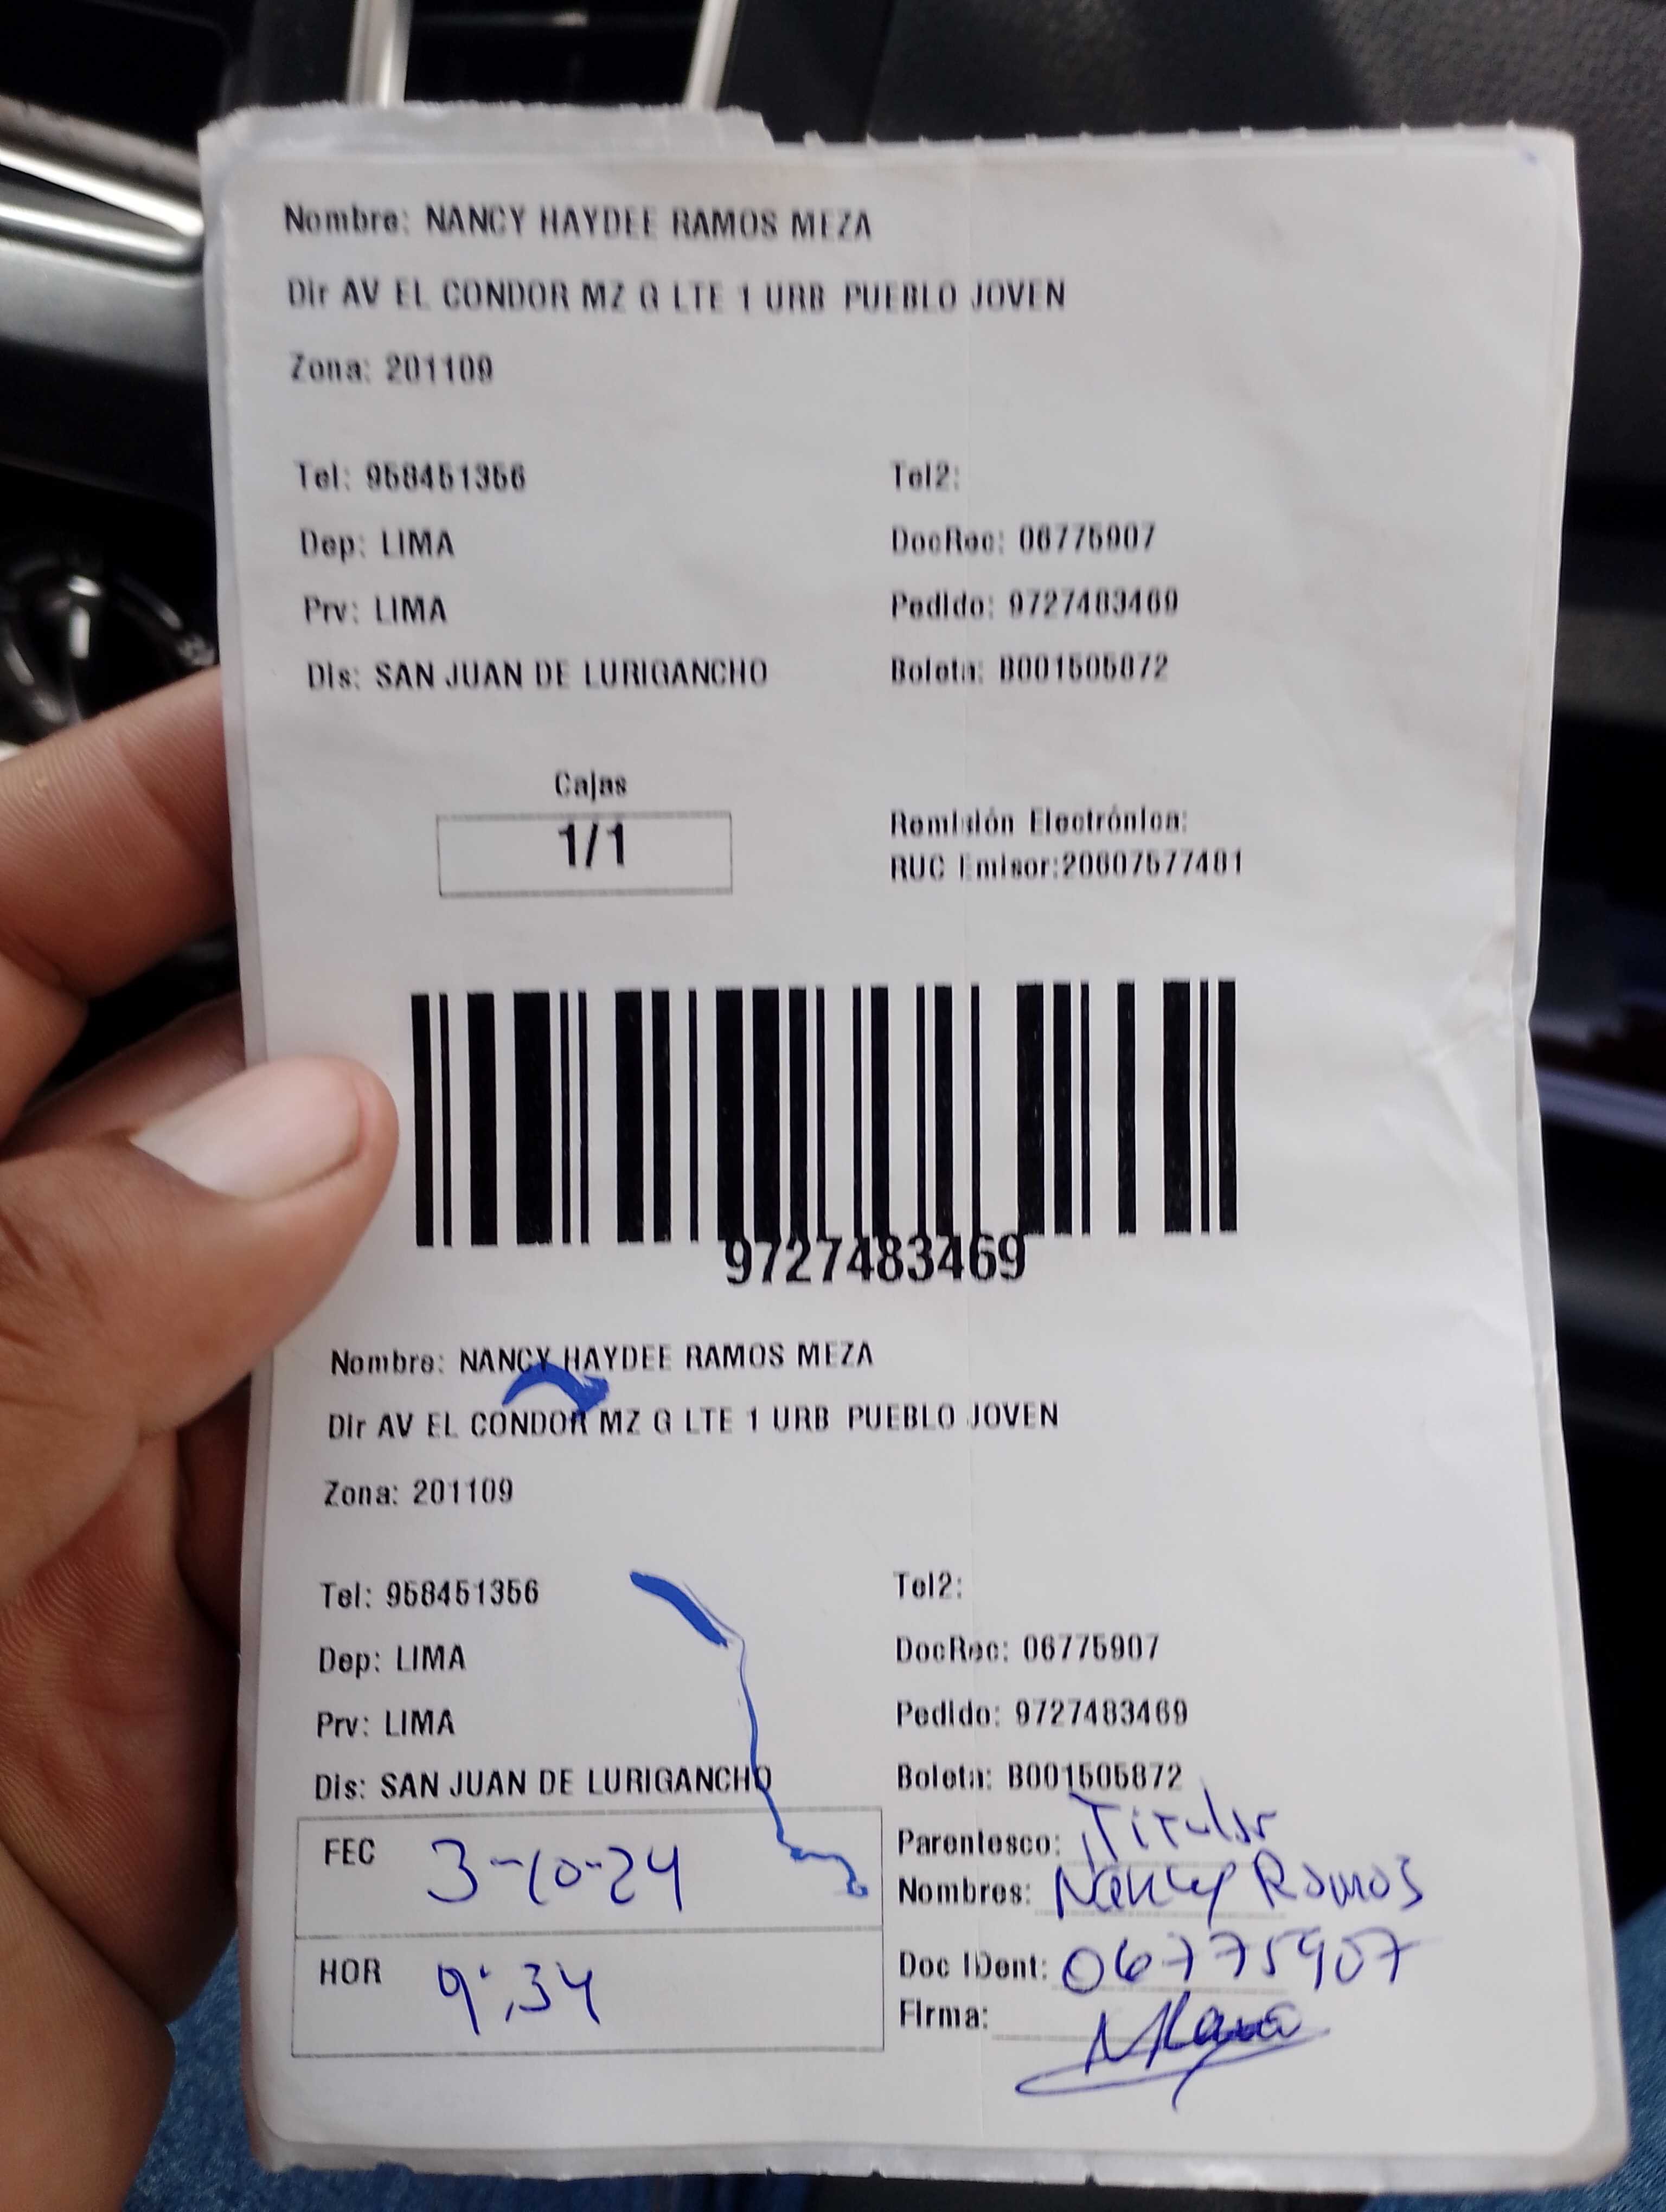 Nombre: NANCY HAYDEE RAMOS MEZA
Dir AV EL CONDOR MZ G LTE 1 URB PUEBLO JOVEN
Zona: 201109
Tel: 958451356 Tel2:
Dep: LIMA DocRec: 06775907
Prv: LIMA Pedido: 9727483469
Dis: SAN JUAN DE LURIGANCHO Boleta: B001505872
Cajas
1/1
Remisión Electrónica:
RUC Emisor:20607577481
9727483469
Nombre: NANCY HAYDEE RAMOS MEZA
Dir AV EL CONDOR MZ G LTE 1 URB PUEBLO JOVEN
Zona: 201109
Tel: 958451356 Tel2:
Dep: LIMA DocRec: 06775907
Prv: LIMA Pedido: 9727483469
Dis: SAN JUAN DE LURIGANCHO Boleta: B001505872
FEC 3-10-24
HOR 9:34
Parentesco: Titular
Nombres: Nancy Ramos
Doc IDent: 06775907
Firma: